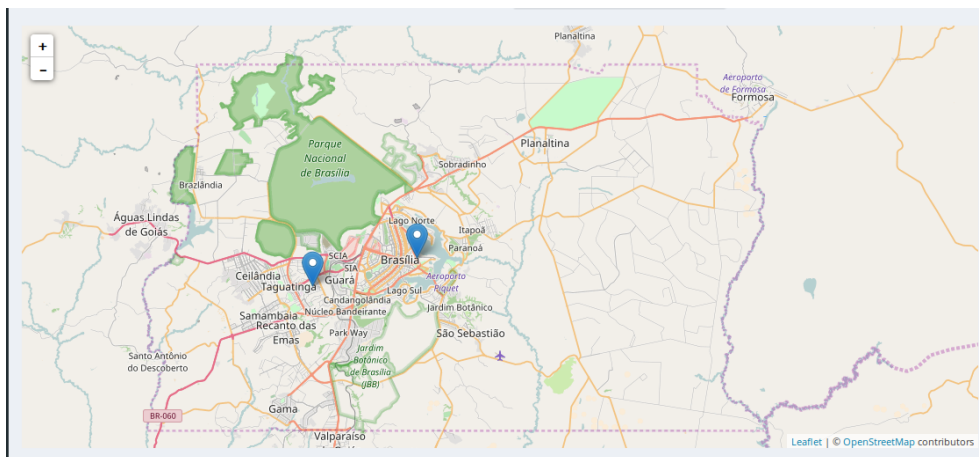 +
-
Planaltina
Aeroporto
de Formosa
Formosa
Parque
Nacional
de Brasília
Planaltina
Sobradinho
Brazlândia
Águas Lindas
de Goiás
Lago Norte
Itapoã
Paranoá
SCIA
Brasília
SIA
Ceilândia
Guará
Taguatinga
Aeroporto
Piquet
Lago Sul
Candangolândia
Núcleo Bandeirante
Jardim Botânico
Samambaia
Recanto das
Emas
Park Way
São Sebastião
Santo Antônio
do Descoberto
Jardim
Botânico
de Brasília
(JBB)
Gama
BR-060
Valparaíso
Leaflet | © OpenStreetMap contributors